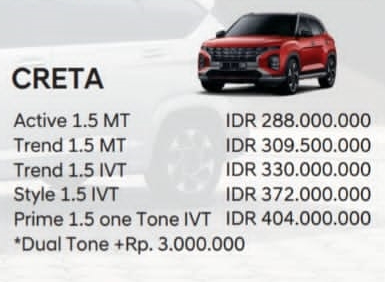 CRETA
Active 1.5 MT IDR 288.000.000
Trend 1.5 MT IDR 309.500.000
Trend 1.5 IVT IDR 330.000.000
Style 1.5 IVT IDR 372.000.000
Prime 1.5 one Tone IVT IDR 404.000.000
*Dual Tone +Rp. 3.000.000